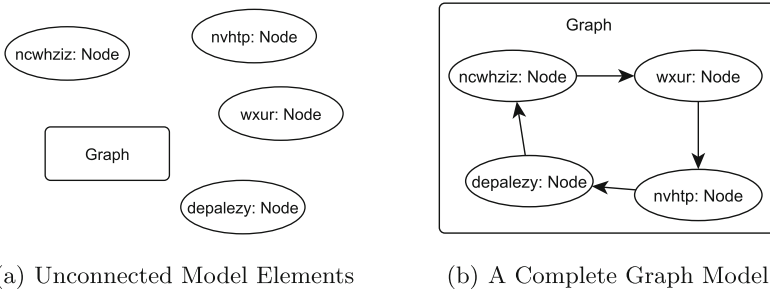 nvhtp: Node
ncwhziz: Node
wxur: Node
Graph
depalezy: Node
(a) Unconnected Model Elements
Graph
ncwhziz: Node
wxur: Node
depalezy: Node
nvhtp: Node
(b) A Complete Graph Model